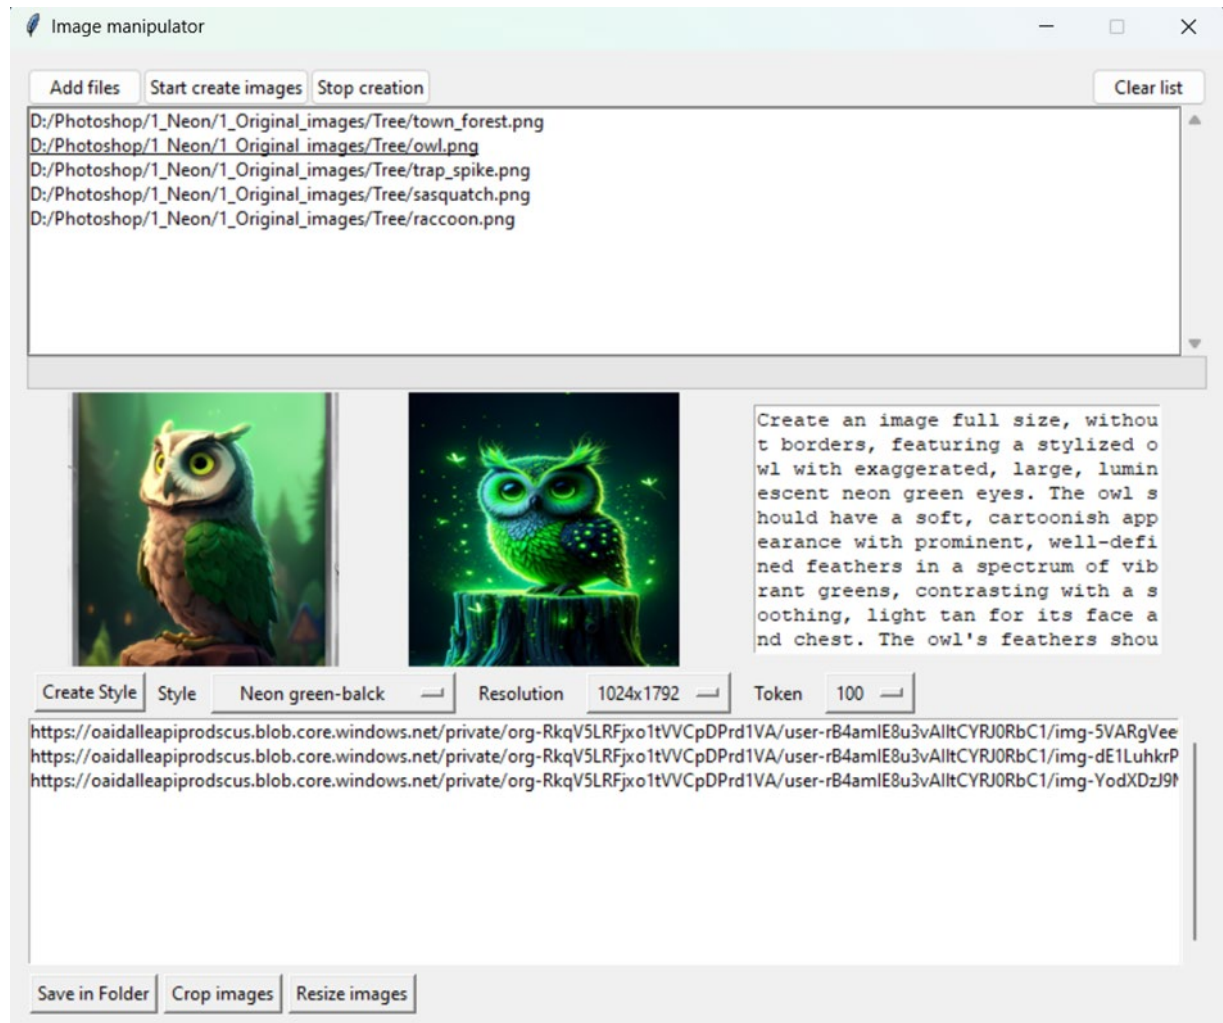 Image manipulator
Add files Start create images Stop creation Clear list
D:/Photoshop/1_Neon/1_Original_images/Tree/town_forest.png
D:/Photoshop/1_Neon/1_Original_images/Tree/owl.png
D:/Photoshop/1_Neon/1_Original_images/Tree/trap_spike.png
D:/Photoshop/1_Neon/1_Original_images/Tree/sasquatch.png
D:/Photoshop/1_Neon/1_Original_images/Tree/raccoon.png
Create an image full size, withou
t borders, featuring a stylized o
wl with exaggerated, large, lumin
escent neon green eyes. The owl s
hould have a soft, cartoonish app
earance with prominent, well-defi
ned feathers in a spectrum of vib
rant greens, contrasting with a s
oothing, light tan for its face a
nd chest. The owl's feathers shou
Create Style Style Neon green-balck Resolution 1024x1792 Token 100
https://oaidalleapiprodscus.blob.core.windows.net/private/org-RkqV5LRFjxo1tVVCpDPrd1VA/user-rB4amlE8u3vAlltCYRJ0RbC1/img-5VARgVee
https://oaidalleapiprodscus.blob.core.windows.net/private/org-RkqV5LRFjxo1tVVCpDPrd1VA/user-rB4amlE8u3vAlltCYRJ0RbC1/img-dE1LuhkrP
https://oaidalleapiprodscus.blob.core.windows.net/private/org-RkqV5LRFjxo1tVVCpDPrd1VA/user-rB4amlE8u3vAlltCYRJ0RbC1/img-YodXDzJ9M
Save in Folder Crop images Resize images